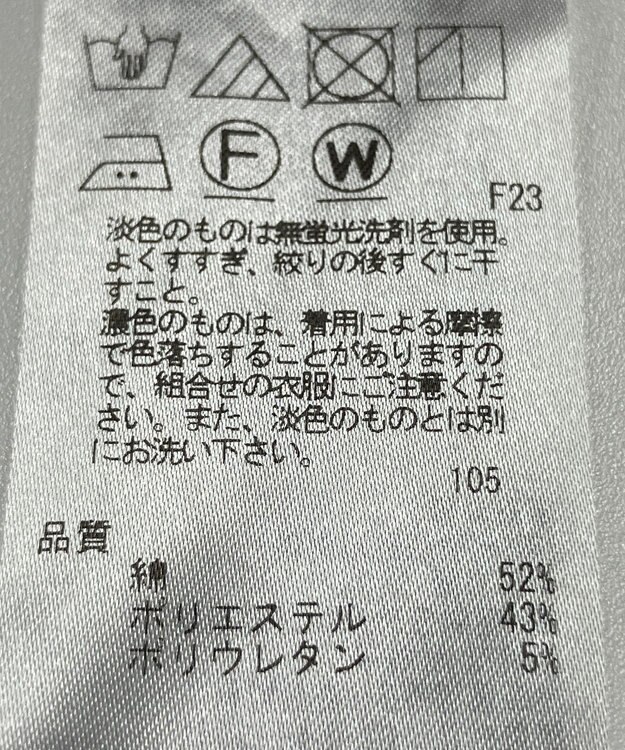 F
W
F23
淡色のものは無蛍光洗剤を使用。
よくすすぎ、絞りの後すぐに干
すこと。
濃色のものは、着用による摩擦
で色落ちすることがありますの
で、組合せの衣服にご注意くだ
さい。また、淡色のものとは別
にお洗い下さい。
105
品質
綿 52%
ポリエステル 43%
ポリウレタン 5%